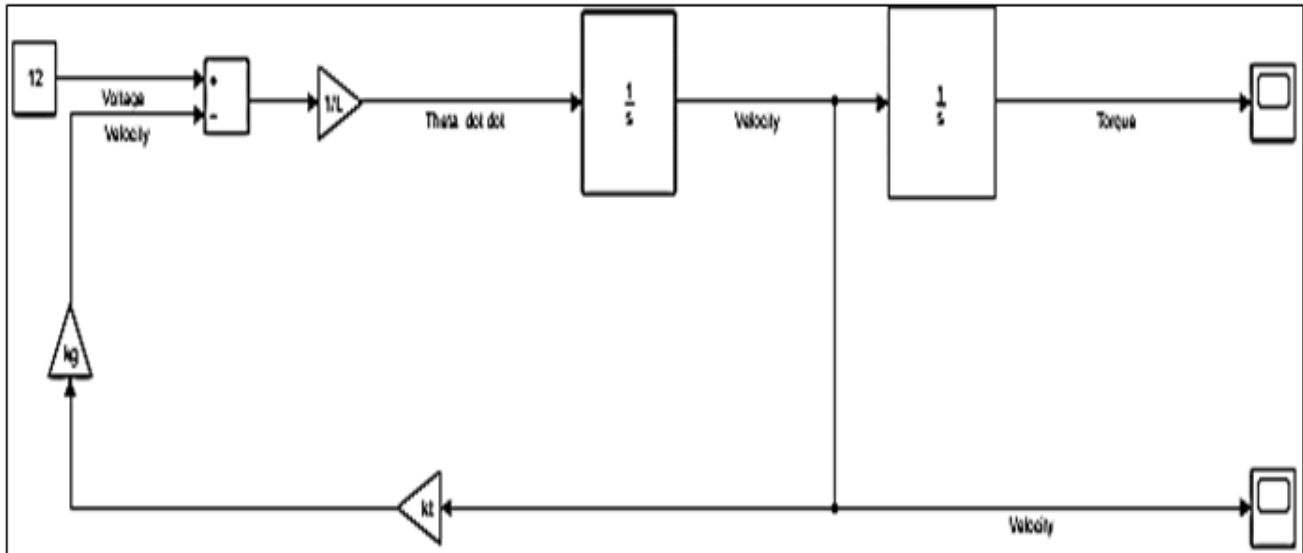 12
Voltage
+
-
Velocity
1/L
Theta dot dot
1
s
Velocity
1
s
Torque
kg
kt
Velocity